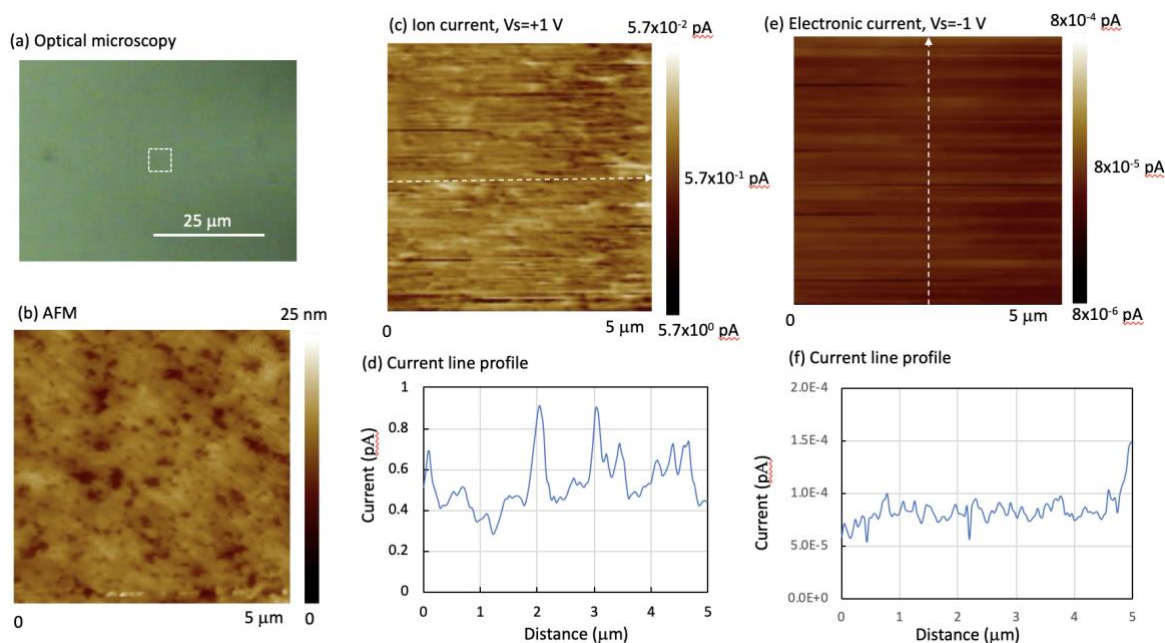 (a) Optical microscopy
25 μm
(b) AFM
25 nm
0
5 μm
0
(c) Ion current, Vs=+1 V
5.7x10⁻² pA
5.7x10⁻¹ pA
5.7x10⁰ pA
0
5 μm
(d) Current line profile
1
0.8
0.6
0.4
0.2
0
Current (pA)
0 1 2 3 4 5
Distance (μm)
(e) Electronic current, Vs=-1 V
8x10⁻⁴ pA
8x10⁻⁵ pA
8x10⁻⁶ pA
0
5 μm
(f) Current line profile
2.0E-4
1.5E-4
1.0E-4
5.0E-5
0.0E+0
Current (pA)
0 1 2 3 4 5
Distance (μm)